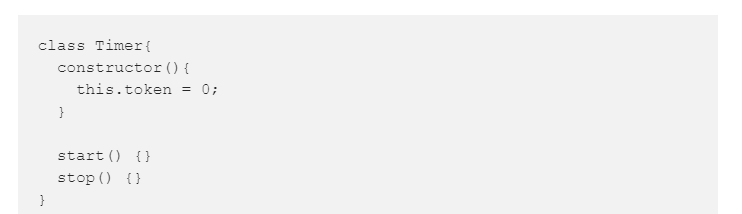 class Timer{
  constructor(){
    this.token = 0;
  }

  start() {}
  stop() {}
}